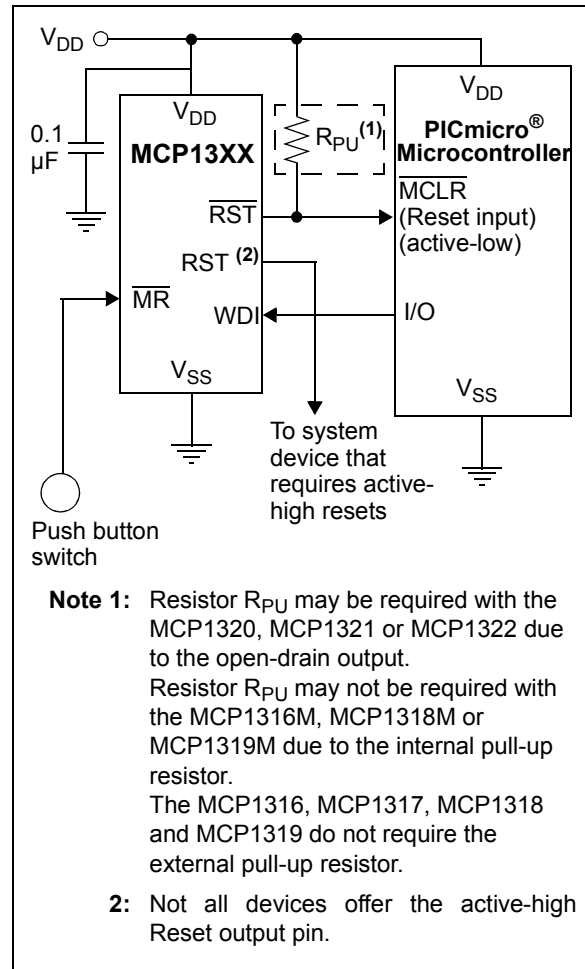 VDD
VDD
VDD
0.1
µF
MCP13XX
RPU(1)
PICmicro®
Microcontroller
RST
MCLR
(Reset input)
(active-low)
RST (2)
MR
WDI
I/O
VSS
VSS
To system
device that
requires active-
high resets
Push button
switch
Note 1: Resistor RPU may be required with the
MCP1320, MCP1321 or MCP1322 due
to the open-drain output.
Resistor RPU may not be required with
the MCP1316M, MCP1318M or
MCP1319M due to the internal pull-up
resistor.
The MCP1316, MCP1317, MCP1318
and MCP1319 do not require the
external pull-up resistor.
2: Not all devices offer the active-high
Reset output pin.